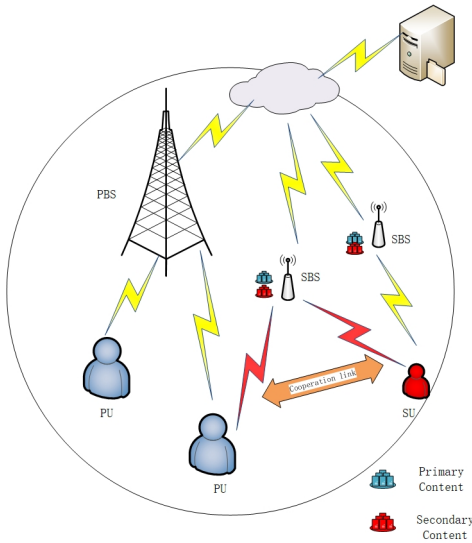 PBS
SBS
SBS
Cooperation link
PU
SU
PU
Primary
Content
Secondary
Content